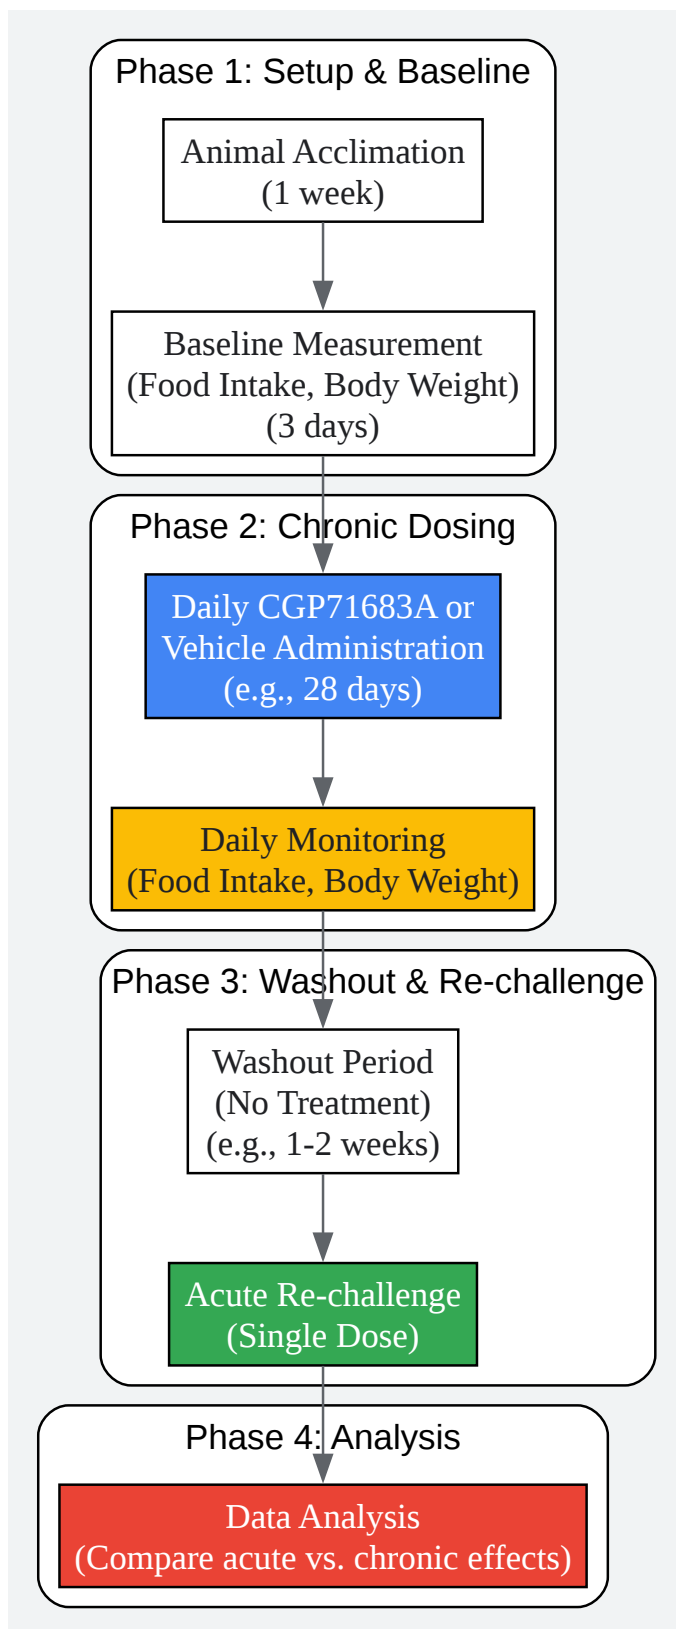 Phase 1: Setup & Baseline
Animal Acclimation
(1 week)
Baseline Measurement
(Food Intake, Body Weight)
(3 days)
Phase 2: Chronic Dosing
Daily CGP71683A or
Vehicle Administration
(e.g., 28 days)
Daily Monitoring
(Food Intake, Body Weight)
Phase 3: Washout & Re-challenge
Washout Period
(No Treatment)
(e.g., 1-2 weeks)
Acute Re-challenge
(Single Dose)
Phase 4: Analysis
Data Analysis
(Compare acute vs. chronic effects)